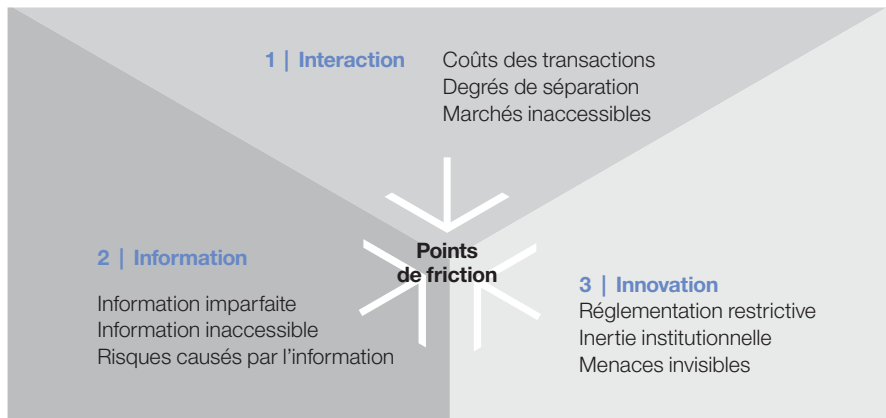 1 | Interaction
Coûts des transactions
Degrés de séparation
Marchés inaccessibles
Points
de friction
2 | Information
Information imparfaite
Information inaccessible
Risques causés par l’information
3 | Innovation
Réglementation restrictive
Inertie institutionnelle
Menaces invisibles